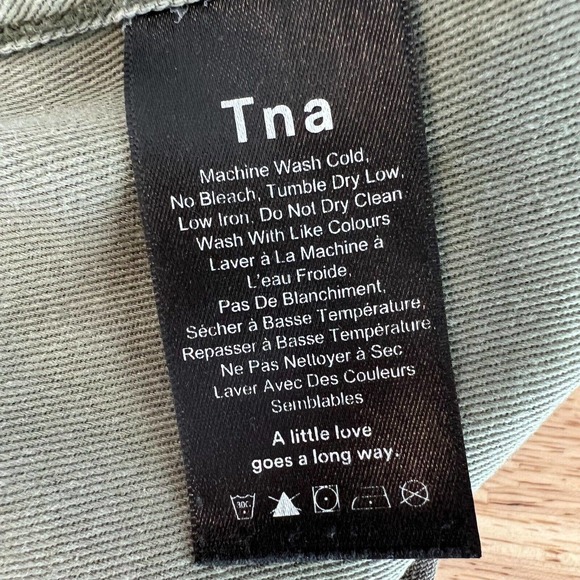 Tna
Machine Wash Cold,
No Bleach, Tumble Dry Low,
Low Iron, Do Not Dry Clean
Wash With Like Colours
Laver à La Machine à
L'eau Froide,
Pas De Blanchiment,
Sécher à Basse Température,
Repasser à Basse Température,
Ne Pas Nettoyer à Sec
Laver Avec Des Couleurs
Semblables
A little love
goes a long way.
30C